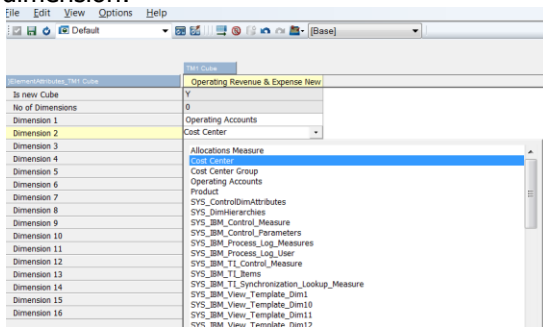 dimension.
File Edit View Options Help
Default [Base]
TM1 Cube
}ElementAttributes_TM1 Cube Operating Revenue & Expense New
Is new Cube Y
No of Dimensions 0
Dimension 1 Operating Accounts
Dimension 2 Cost Center
Dimension 3
Dimension 4
Dimension 5
Dimension 6
Dimension 7
Dimension 8
Dimension 9
Dimension 10
Dimension 11
Dimension 12
Dimension 13
Dimension 14
Dimension 15
Dimension 16
Allocations Measure
Cost Center
Cost Center Group
Operating Accounts
Product
SYS_ControlDimAttributes
SYS_DimHierarchies
SYS_IBM_Control_Measure
SYS_IBM_Control_Parameters
SYS_IBM_Process_Log_Measures
SYS_IBM_Process_Log_User
SYS_IBM_TI_Control_Measure
SYS_IBM_TI_Items
SYS_IBM_TI_Synchronization_Lookup_Measure
SYS_IBM_View_Template_Dim1
SYS_IBM_View_Template_Dim10
SYS_IBM_View_Template_Dim11
SYS_IBM_View_Template_Dim12